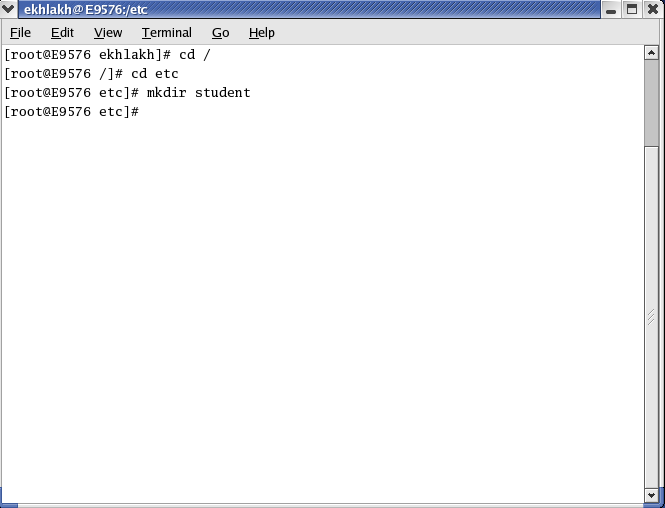 ekhlakh@E9576:/etc
File Edit View Terminal Go Help
[root@E9576 ekhlakh]# cd /
[root@E9576 /]# cd etc
[root@E9576 etc]# mkdir student
[root@E9576 etc]#